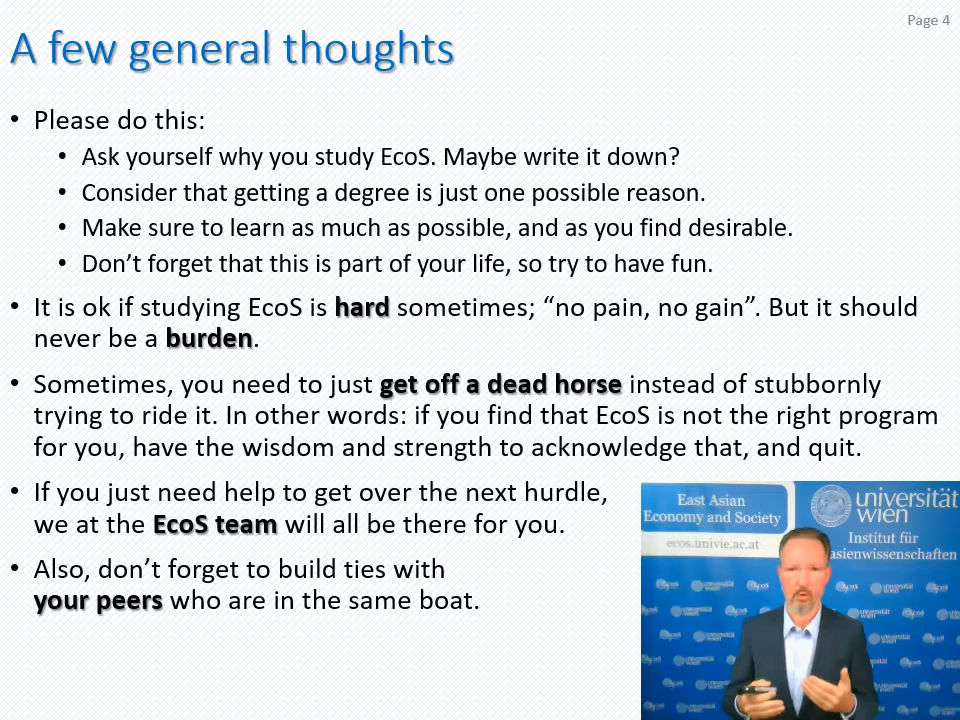 Page 4
A few general thoughts
• Please do this:
• Ask yourself why you study EcoS. Maybe write it down?
• Consider that getting a degree is just one possible reason.
• Make sure to learn as much as possible, and as you find desirable.
• Don’t forget that this is part of your life, so try to have fun.
• It is ok if studying EcoS is hard sometimes; “no pain, no gain”. But it should
never be a burden.
• Sometimes, you need to just get off a dead horse instead of stubbornly
trying to ride it. In other words: if you find that EcoS is not the right program
for you, have the wisdom and strength to acknowledge that, and quit.
• If you just need help to get over the next hurdle,
we at the EcoS team will all be there for you.
• Also, don’t forget to build ties with
your peers who are in the same boat.
East Asian
Economy and Society
ecos.univie.ac.at
universität
wien
Institut für
asienwissenschaften